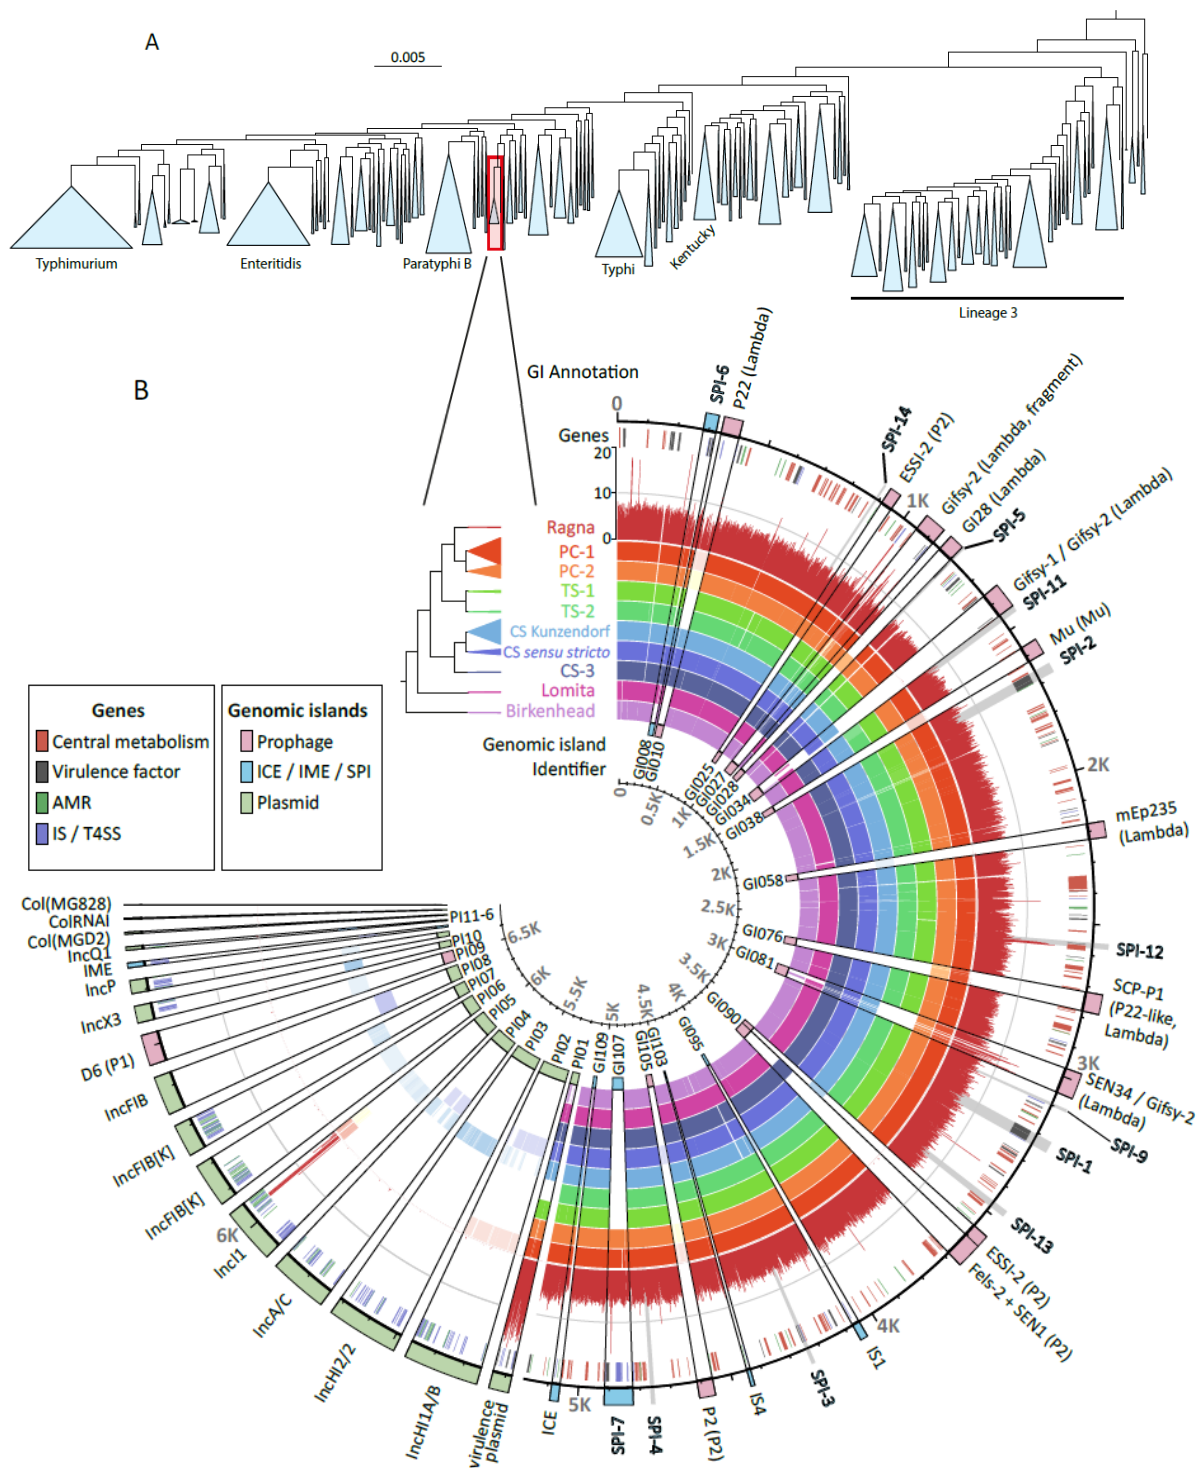 A
0.005
Typhimurium
Enteritidis
Paratyphi B
Typhi
Kentucky
Lineage 3
B
GI Annotation
0
SPI-6
P22 (Lambda)
SPI-14
ESSI-2 (P2)
1K
Gifsy-2 (Lambda, fragment)
GI28 (Lambda)
SPI-5
Gifsy-1 / Gifsy-2 (Lambda)
SPI-11
Mu (Mu)
SPI-2
2K
mEp235
(Lambda)
SPI-12
SCP-P1
(P22-like,
Lambda)
3K
SEN34 / Gifsy-2
(Lambda)
SPI-9
SPI-1
SPI-13
ESSI-2 (P2)
Fels-2 + SEN1 (P2)
4K
IS1
SPI-3
IS4
P2 (P2)
SPI-4
SPI-7
5K
ICE
virulence
plasmid
IncHI1A/B
IncHI2/2
IncA/C
IncI1
6K
IncFIB[K]
IncFIB[K]
IncFIB
D6 (P1)
IncX3
IncP
IME
IncQ1
Col(MGD2)
ColRNAI
Col(MG828)
Genes
20
10
0
Ragna
PC-1
PC-2
TS-1
TS-2
CS Kunzendorf
CS sensu stricto
CS-3
Lomita
Birkenhead
Genomic island
Identifier
GI008
GI010
GI025
GI027
GI028
GI034
GI038
GI058
GI076
GI081
GI090
GI095
GI103
GI105
GI107
GI109
PI01
PI02
PI03
PI04
PI05
PI06
PI07
PI08
PI09
PI10
PI11-6
0
0.5K
1K
1.5K
2K
2.5K
3K
3.5K
4K
4.5K
5K
5.5K
6K
6.5K
Genes
Central metabolism
Virulence factor
AMR
IS / T4SS
Genomic islands
Prophage
ICE / IME / SPI
Plasmid